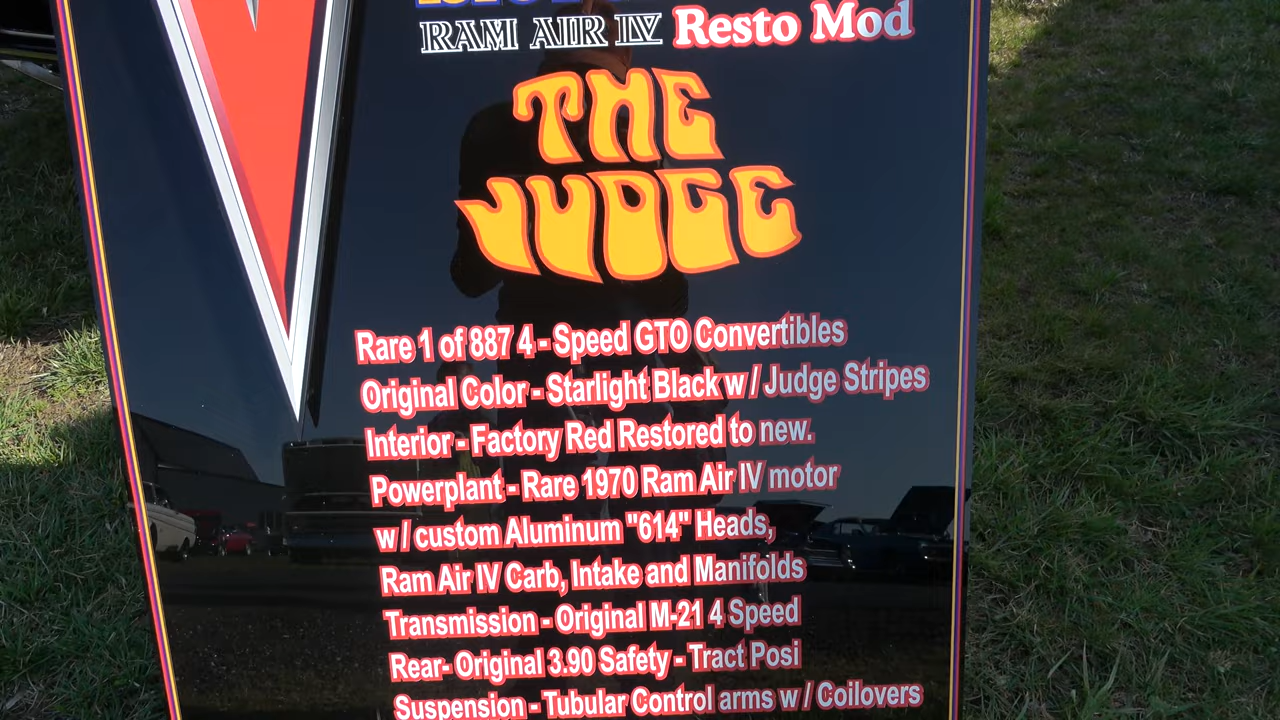 RAM AIR IV Resto Mod
THE
JUDGE
Rare 1 of 887 4 - Speed GTO Convertibles
Original Color - Starlight Black w / Judge Stripes
Interior - Factory Red Restored to new.
Powerplant - Rare 1970 Ram Air IV motor
w / custom Aluminum "614" Heads,
Ram Air IV Carb, Intake and Manifolds
Transmission - Original M-21 4 Speed
Rear- Original 3.90 Safety - Tract Posi
Suspension - Tubular Control arms w / Coilovers